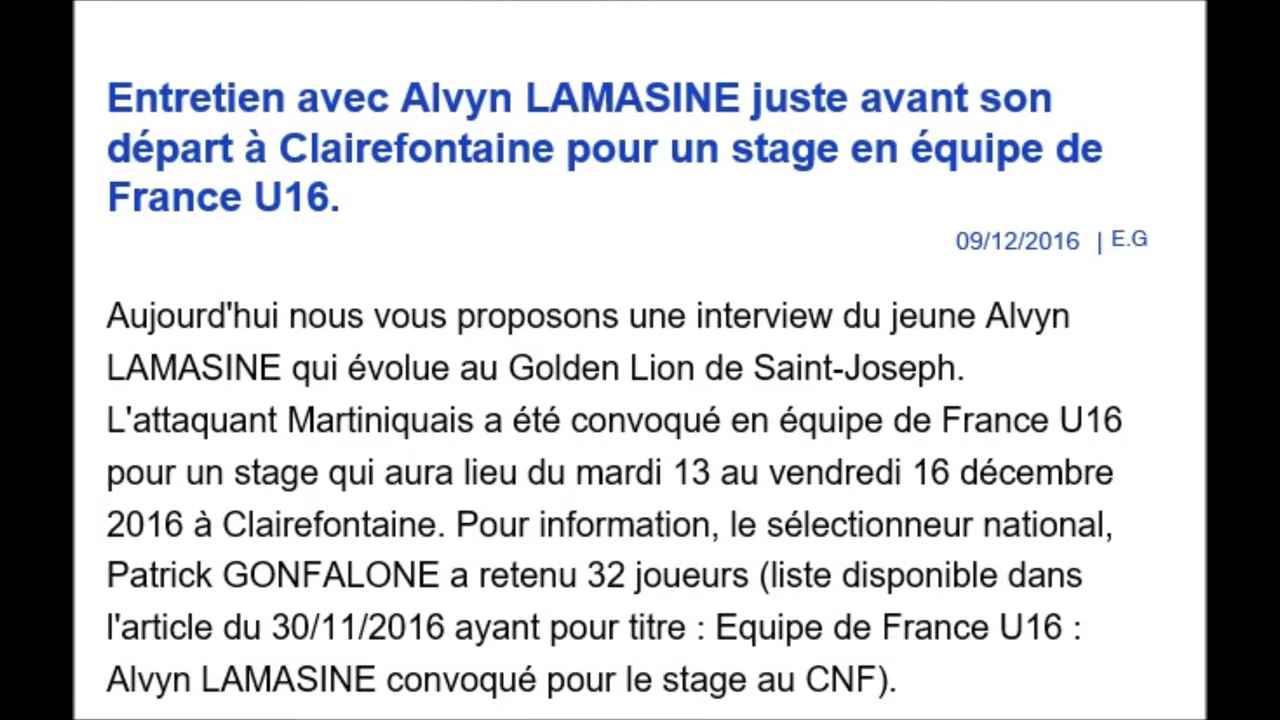 Entretien avec Alvyn LAMASINE juste avant son
départ à Clairefontaine pour un stage en équipe de
France U16.
09/12/2016 | E.G
Aujourd'hui nous vous proposons une interview du jeune Alvyn
LAMASINE qui évolue au Golden Lion de Saint-Joseph.
L'attaquant Martiniquais a été convoqué en équipe de France U16
pour un stage qui aura lieu du mardi 13 au vendredi 16 décembre
2016 à Clairefontaine. Pour information, le sélectionneur national,
Patrick GONFALONE a retenu 32 joueurs (liste disponible dans
l'article du 30/11/2016 ayant pour titre : Equipe de France U16 :
Alvyn LAMASINE convoqué pour le stage au CNF).